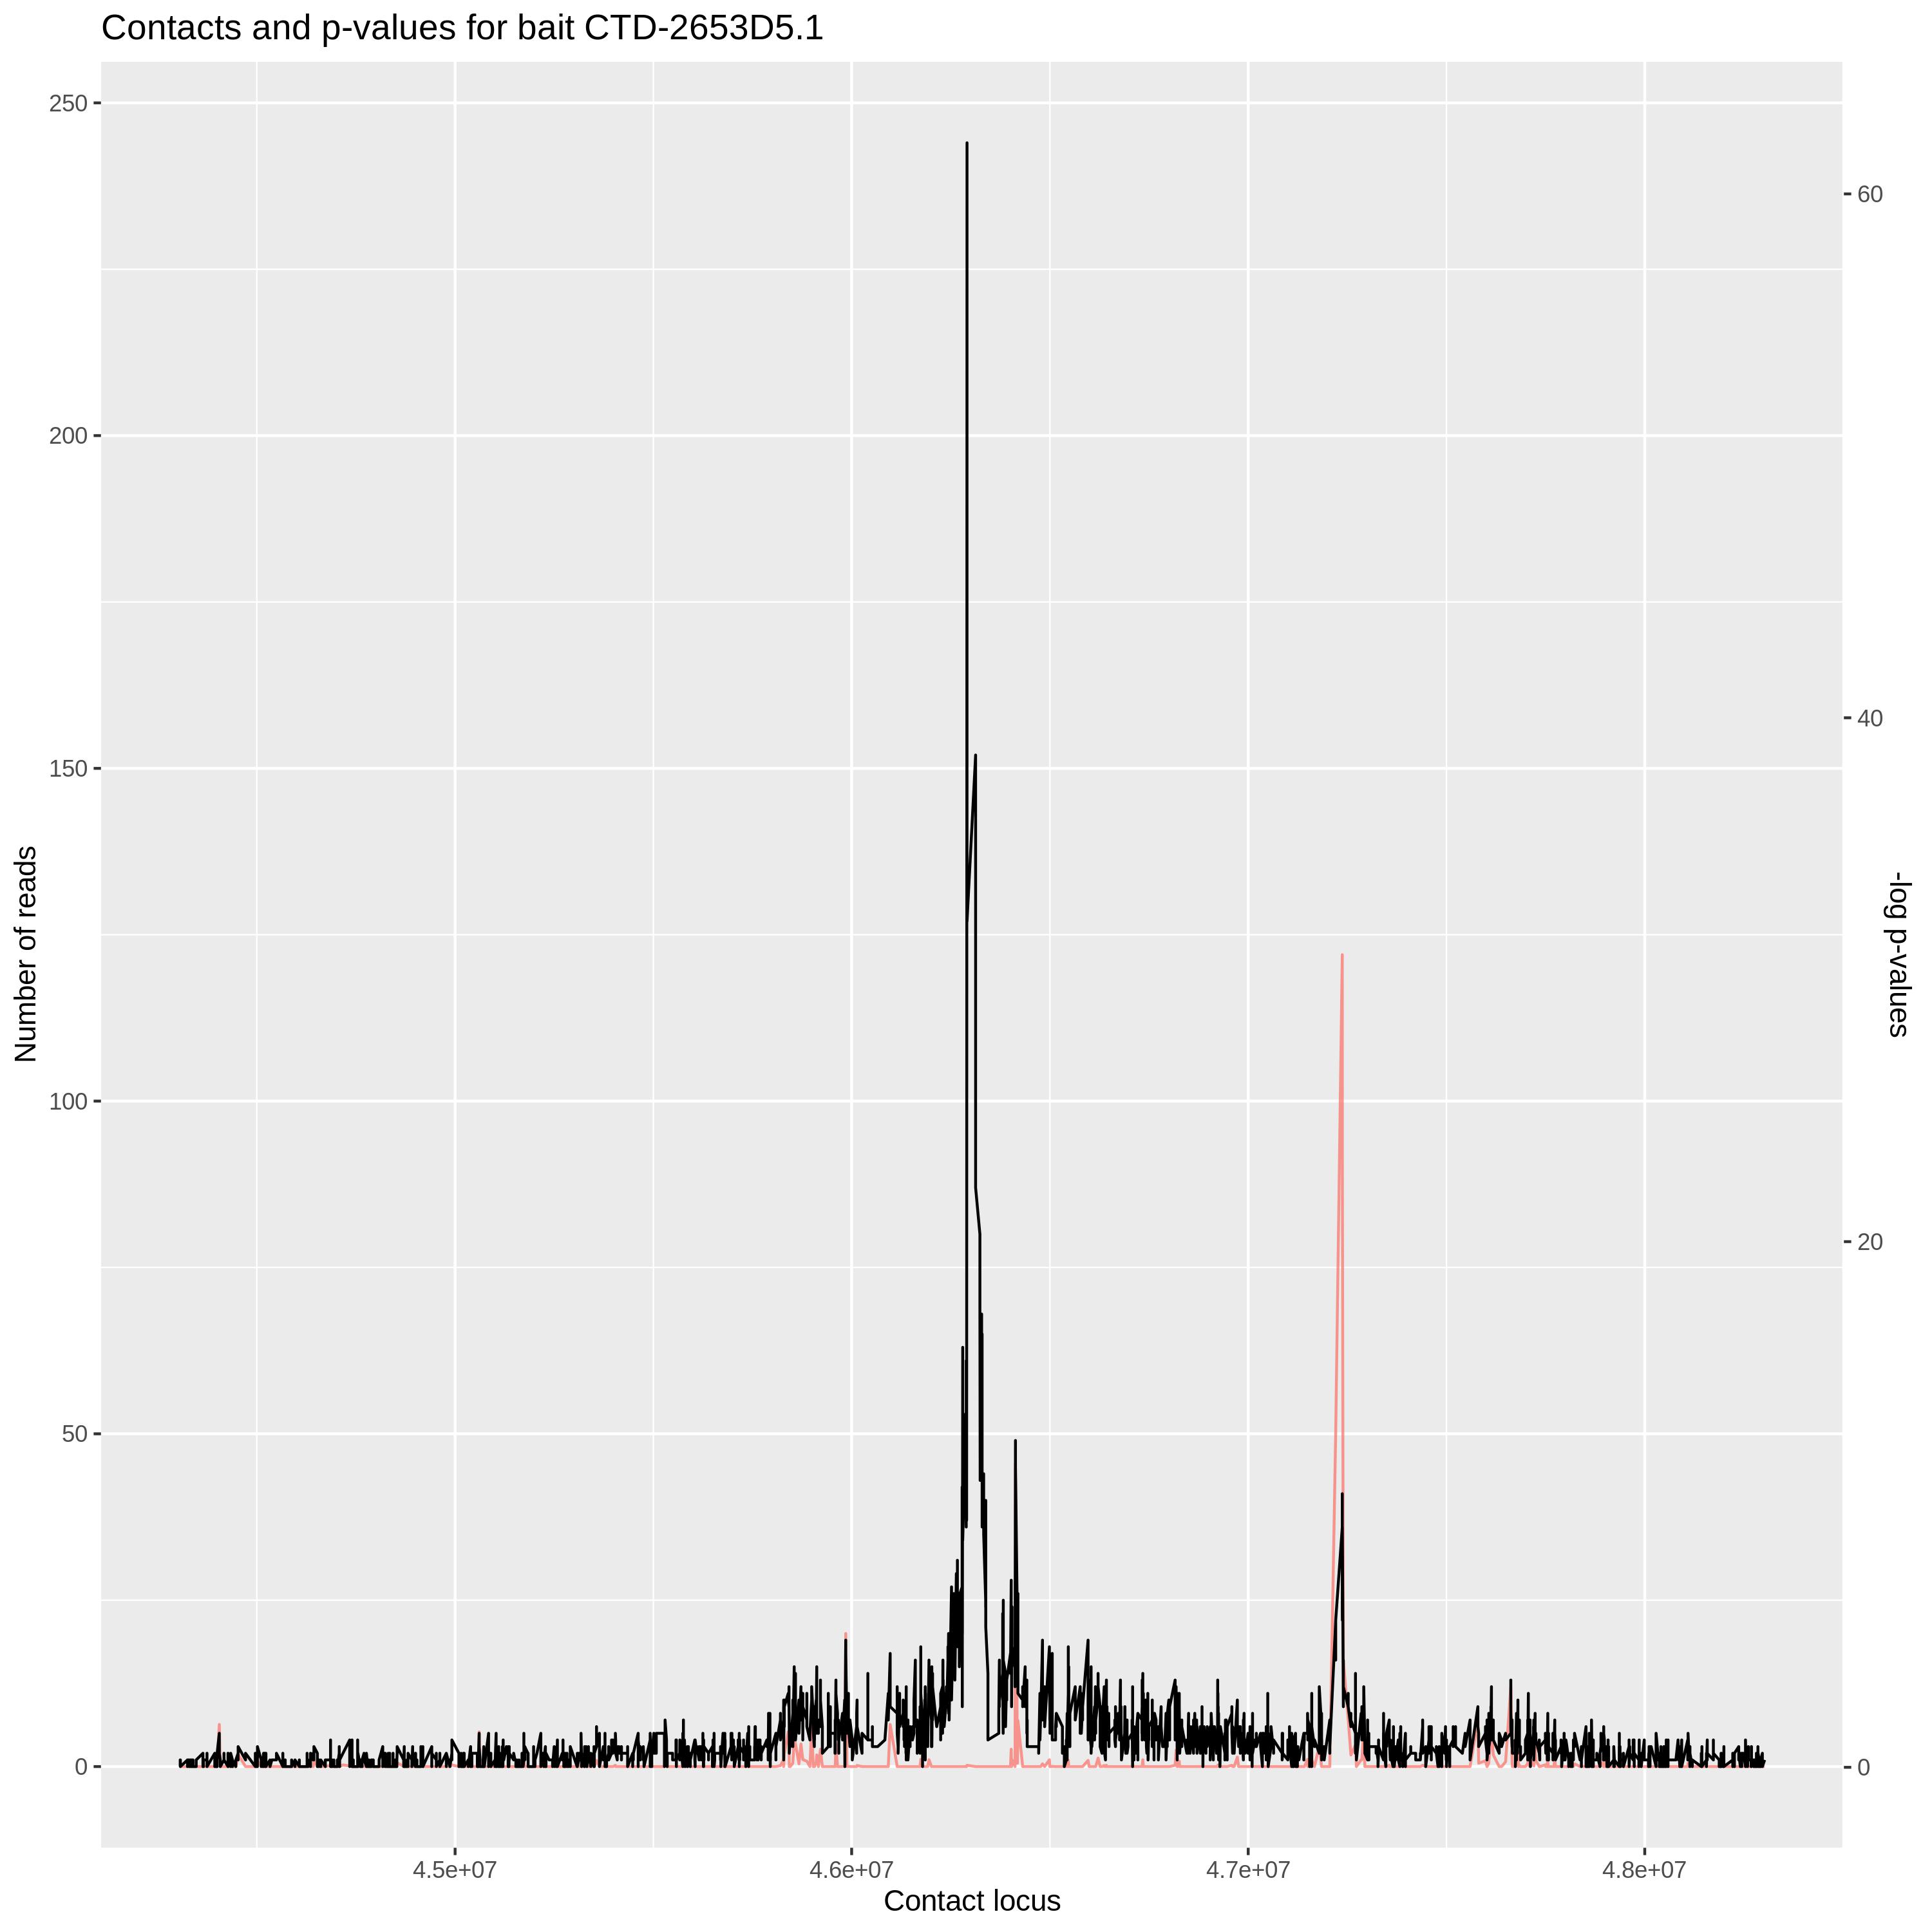 Contacts and p-values for bait CTD-2653D5.1
250
200
150
100
50
0
Number of reads
60
40
20
0
-log p-values
4.5e+07
4.6e+07
4.7e+07
4.8e+07
Contact locus